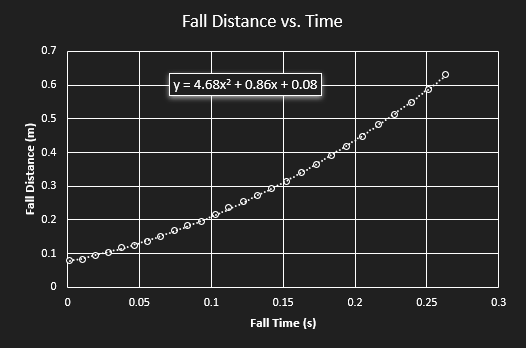 Fall Distance vs. Time
0.7
0.6
y = 4.68x² + 0.86x + 0.08
0.5
0.4
0.3
0.2
0.1
0
Fall Distance (m)
0 0.05 0.1 0.15 0.2 0.25 0.3
Fall Time (s)